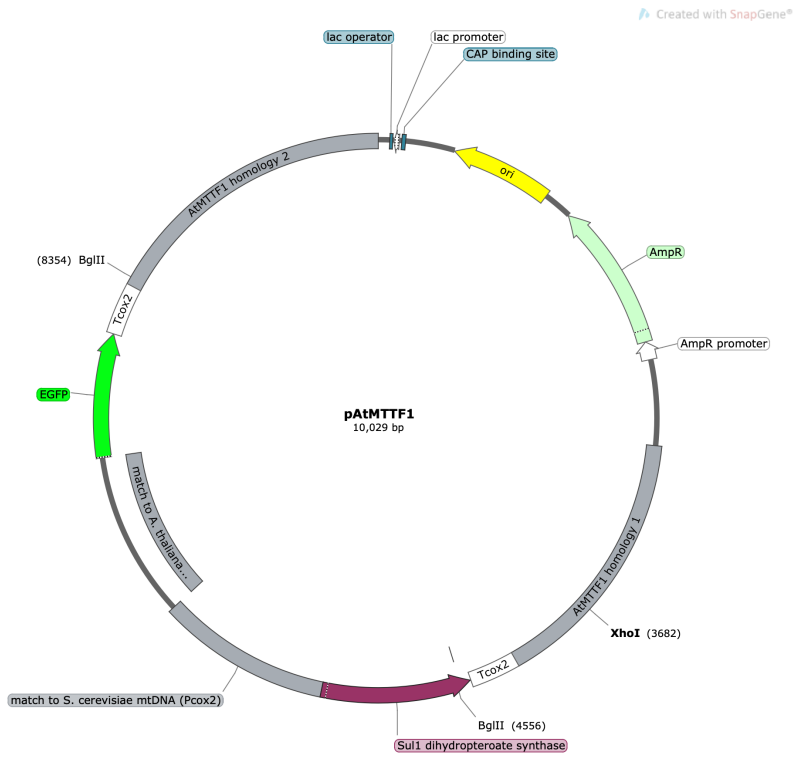 Created with SnapGene®
lac operator
lac promoter
CAP binding site
ori
AtMTTF1 homology 2
AmpR
(8354) BglII
Tcox2
AmpR promoter
EGFP
pAtMTTF1
10,029 bp
match to A. thaliana...
AtMTTF1 homology 1
XhoI (3682)
Tcox2
match to S. cerevisiae mtDNA (Pcox2)
BglII (4556)
Sul1 dihydropteroate synthase